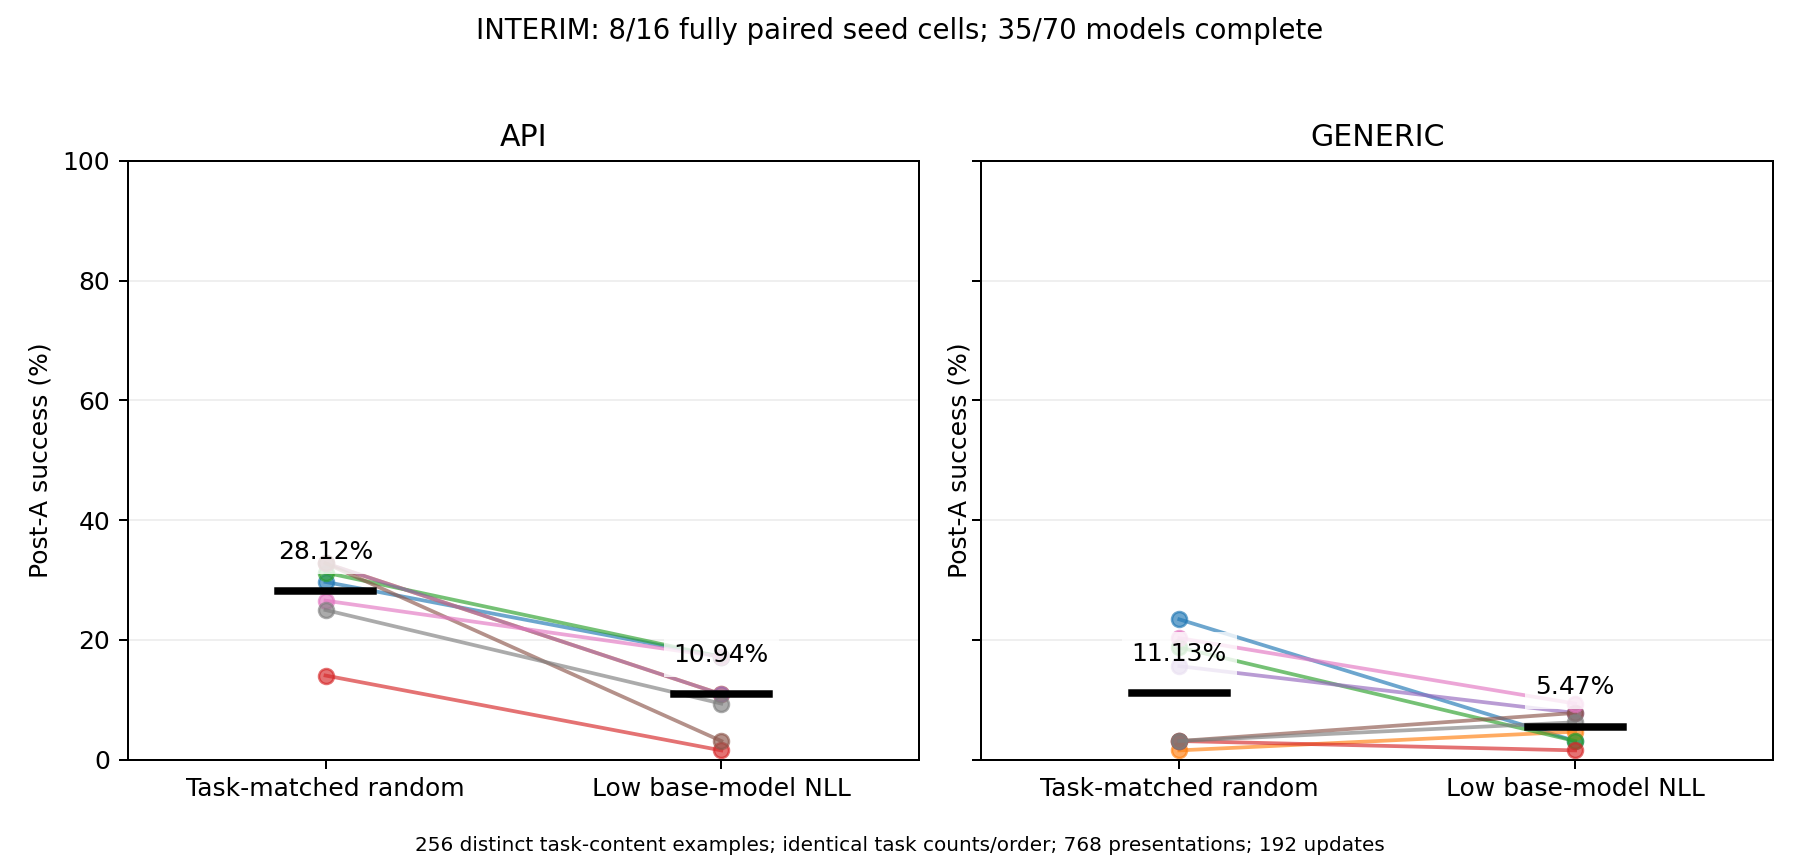 INTERIM: 8/16 fully paired seed cells; 35/70 models complete
API
GENERIC
Post-A success (%)
100
80
60
40
20
0
28.12%
10.94%
Task-matched random
Low base-model NLL
Post-A success (%)
11.13%
5.47%
Task-matched random
Low base-model NLL
256 distinct task-content examples; identical task counts/order; 768 presentations; 192 updates